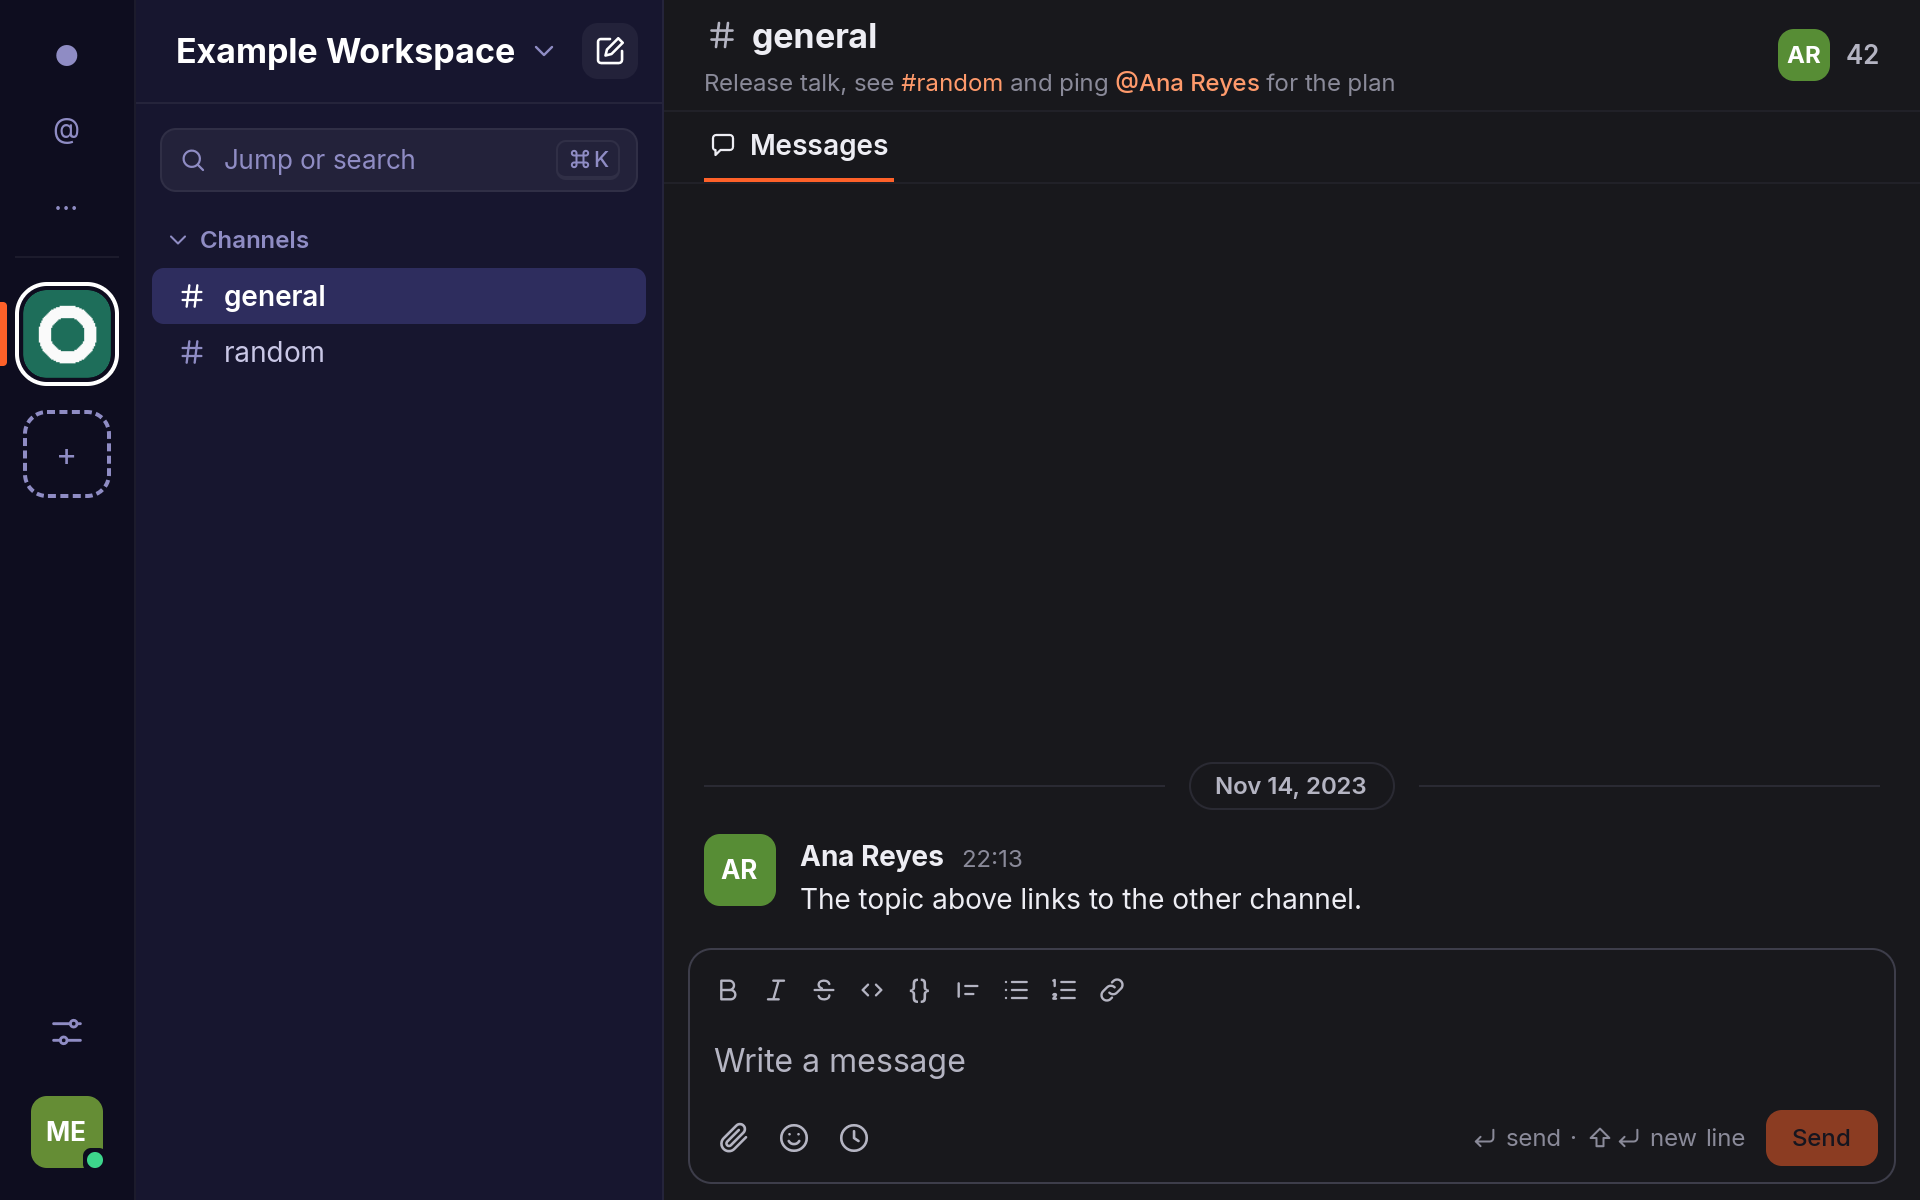 @
Example Workspace
Jump or search ⌘K
Channels
# general
# random
+
ME
# general
Release talk, see #random and ping @Ana Reyes for the plan
AR 42
Messages
Nov 14, 2023
AR
Ana Reyes 22:13
The topic above links to the other channel.
Write a message
send · new line
Send